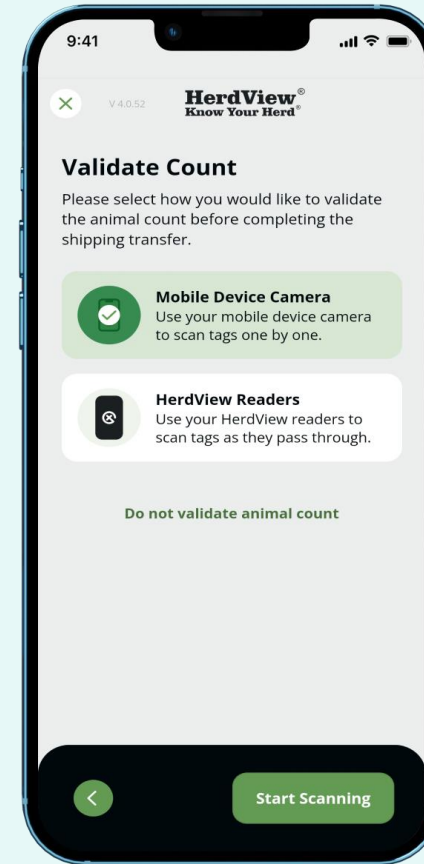 9:41
V 4.0.52
HerdView®
Know Your Herd®
Validate Count
Please select how you would like to validate
the animal count before completing the
shipping transfer.
Mobile Device Camera
Use your mobile device camera
to scan tags one by one.
HerdView Readers
Use your HerdView readers to
scan tags as they pass through.
Do not validate animal count
Start Scanning